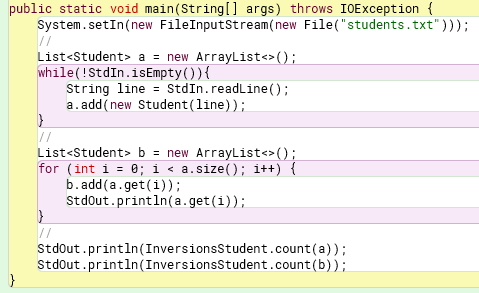 public static void main(String[] args) throws IOException {
    System.setIn(new FileInputStream(new File("students.txt")));
    //
    List<Student> a = new ArrayList<>();
    while(!StdIn.isEmpty()){
        String line = StdIn.readLine();
        a.add(new Student(line));
    }
    //
    List<Student> b = new ArrayList<>();
    for (int i = 0; i < a.size(); i++) {
        b.add(a.get(i));
        StdOut.println(a.get(i));
    }
    //
    StdOut.println(InversionsStudent.count(a));
    StdOut.println(InversionsStudent.count(b));
}